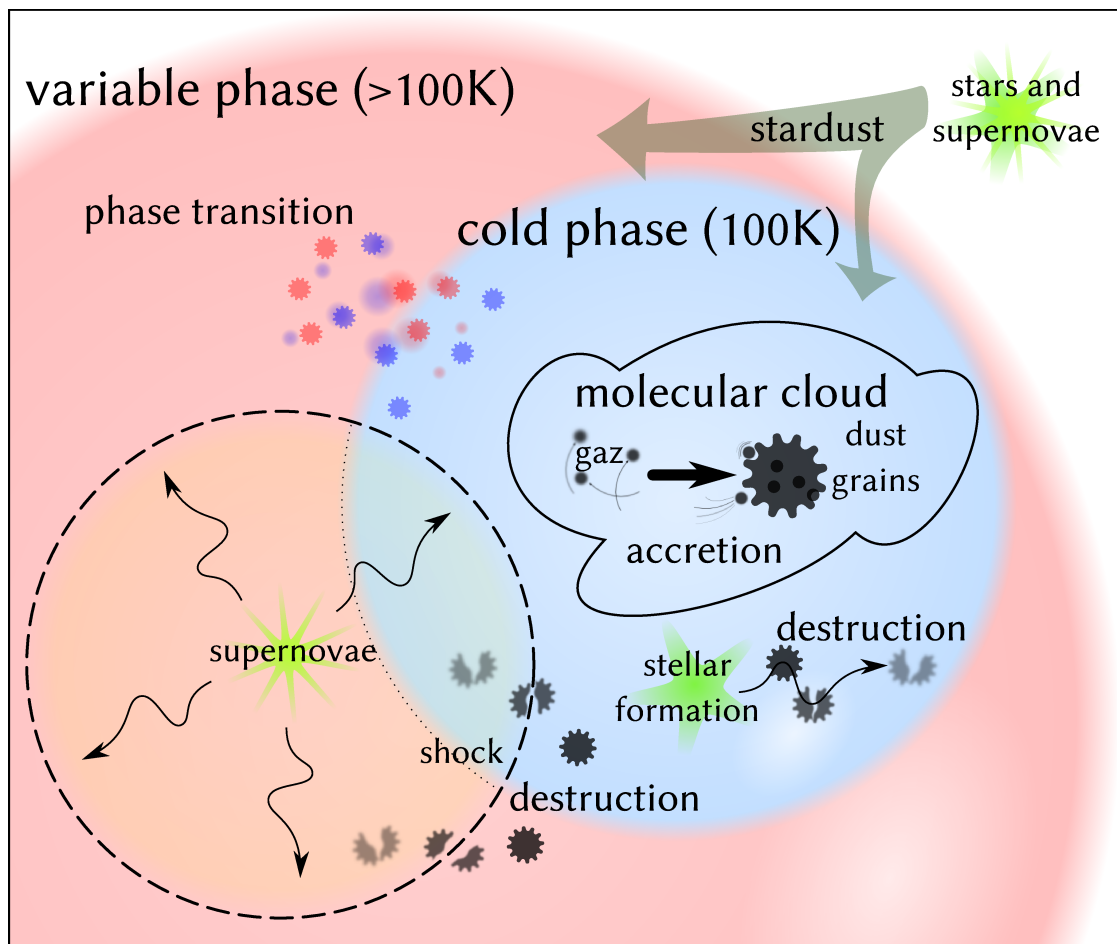 variable phase (>100K)
stars and
supernovae
stardust
phase transition
cold phase (100K)
molecular cloud
gaz
dust
grains
accretion
destruction
supernovae
stellar
formation
shock
destruction